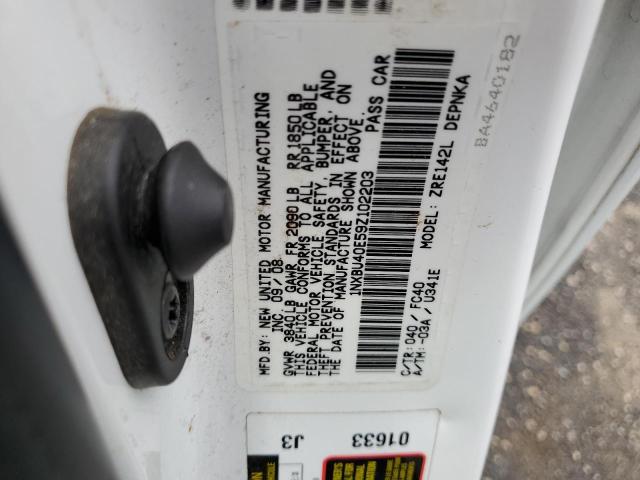 MFD.BY: NEW UNITED MOTOR MANUFACTURING
INC. 09/08
GVWR 3840LB GAWR FR 2090LB RR1850LB
THIS VEHICLE CONFORMS TO ALL APPLICABLE
FEDERAL MOTOR VEHICLE SAFETY, BUMPER, AND
THEFT PREVENTION STANDARDS IN EFFECT ON
THE DATE OF MANUFACTURE SHOWN ABOVE.
1NXBU40E59Z102203 PASS CAR
C/TR: 040 / FC40 MODEL: ZRE142L DEPNKA
A/TM: -03A / U341E
BA4640182
J3 01633